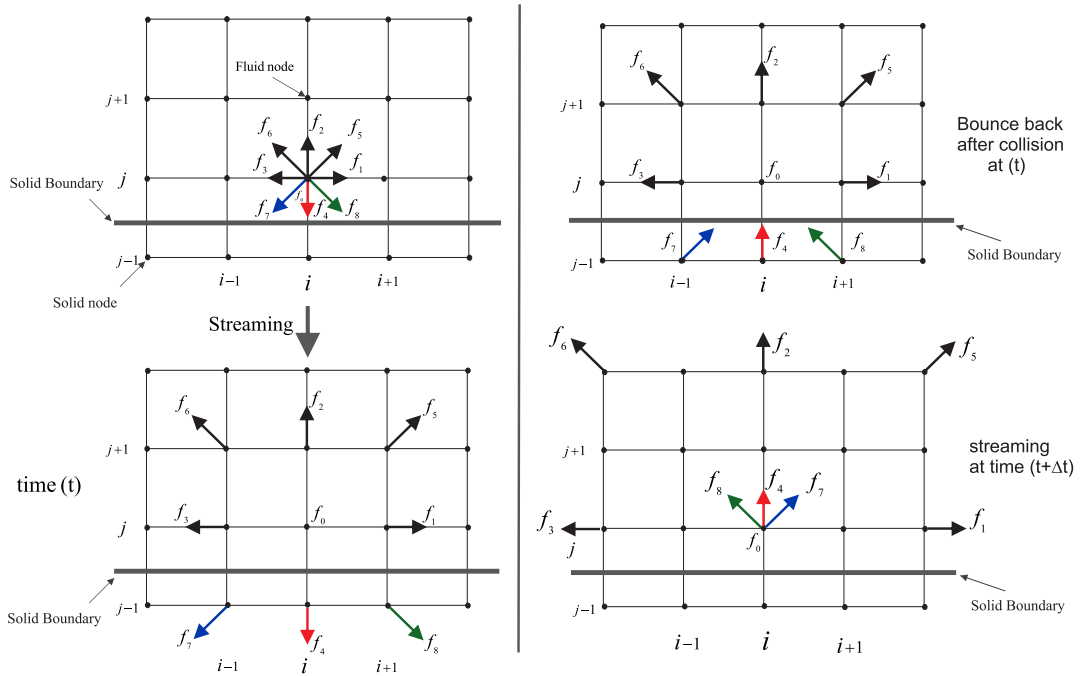 Fluid node
j+1
f₆ f₂ f₅
f₃ f₁
Solid Boundary
j
f₇ f₀ f₄ f₈
j−1
i−1 i i+1
Solid node
Streaming
f₆ f₂ f₅
j+1
time (t)
f₃ f₀ f₁
j
Solid Boundary
j−1
f₇ f₄ f₈
i−1 i i+1
f₆ f₂ f₅
j+1
Bounce back
after collision
at (t)
f₃ f₀ f₁
j
f₇ f₄ f₈
Solid Boundary
j−1
i−1 i i+1
f₆ f₂ f₅
j+1
streaming
at time (t+Δt)
f₈ f₄ f₇
f₃ f₀ f₁
j
Solid Boundary
j−1
i−1 i i+1